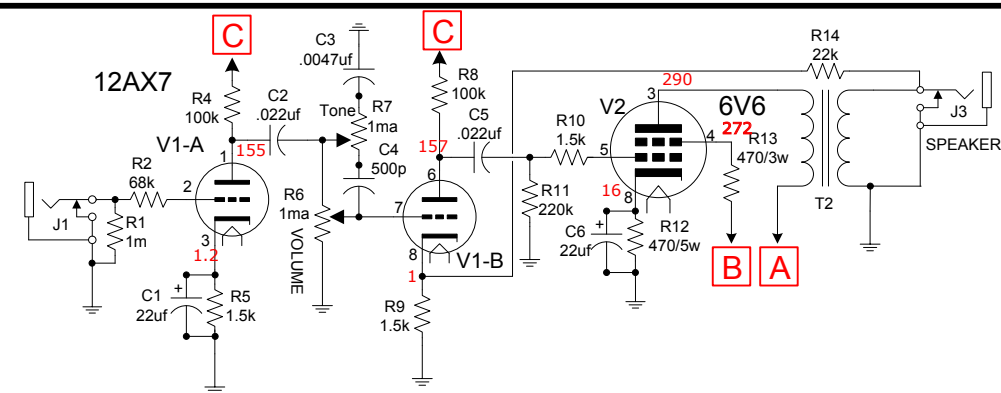 C
C
C3
.0047uf
R14
22k
12AX7
R4
100k
C2
.022uf
Tone
R7
1ma
R8
100k
C5
.022uf
290
3
V2
6V6
272
4
R13
470/3w
J3
SPEAKER
V1-A
155
1
C4
500p
157
6
R10
1.5k
5
R2
68k
2
R6
1ma
7
R11
220k
16
8
T2
J1
R1
1m
3
1.2
VOLUME
8
V1-B
1
C6
+
22uf
R12
470/5w
B
A
C1
+
22uf
R5
1.5k
R9
1.5k